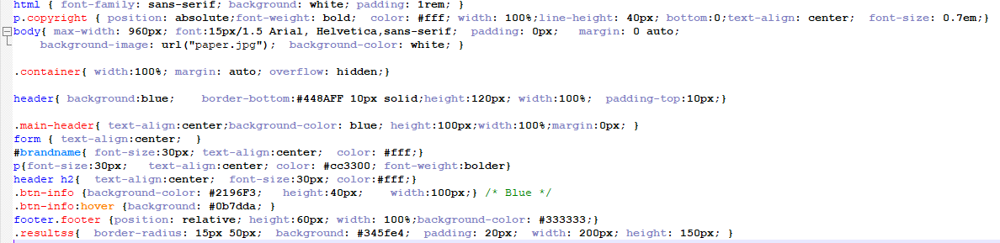 html { font-family: sans-serif; background: white; padding: 1rem; }
p.copyright { position: absolute;font-weight: bold;  color: #fff; width: 100%;line-height: 40px; bottom:0;text-align: center;  font-size: 0.7em;}
body{ max-width: 960px; font:15px/1.5 Arial, Helvetica,sans-serif;  padding: 0px;   margin: 0 auto;
    background-image: url("paper.jpg");  background-color: white; }

.container{ width:100%; margin: auto; overflow: hidden;}

header{ background:blue;    border-bottom:#448AFF 10px solid;height:120px; width:100%;  padding-top:10px;}

.main-header{ text-align:center;background-color: blue; height:100px;width:100%;margin:0px; }
form { text-align:center;  }
#brandname{ font-size:30px; text-align:center;  color: #fff;}
p{font-size:30px;   text-align:center; color: #cc3300; font-weight:bolder}
header h2{  text-align:center;  font-size:30px; color:#fff;}
.btn-info {background-color: #2196F3;   height:40px;    width:100px;} /* Blue */
.btn-info:hover {background: #0b7dda; }
footer.footer {position: relative; height:60px; width: 100%;background-color: #333333;}
.resultss{  border-radius: 15px 50px;  background: #345fe4;  padding: 20px;  width: 200px; height: 150px; }